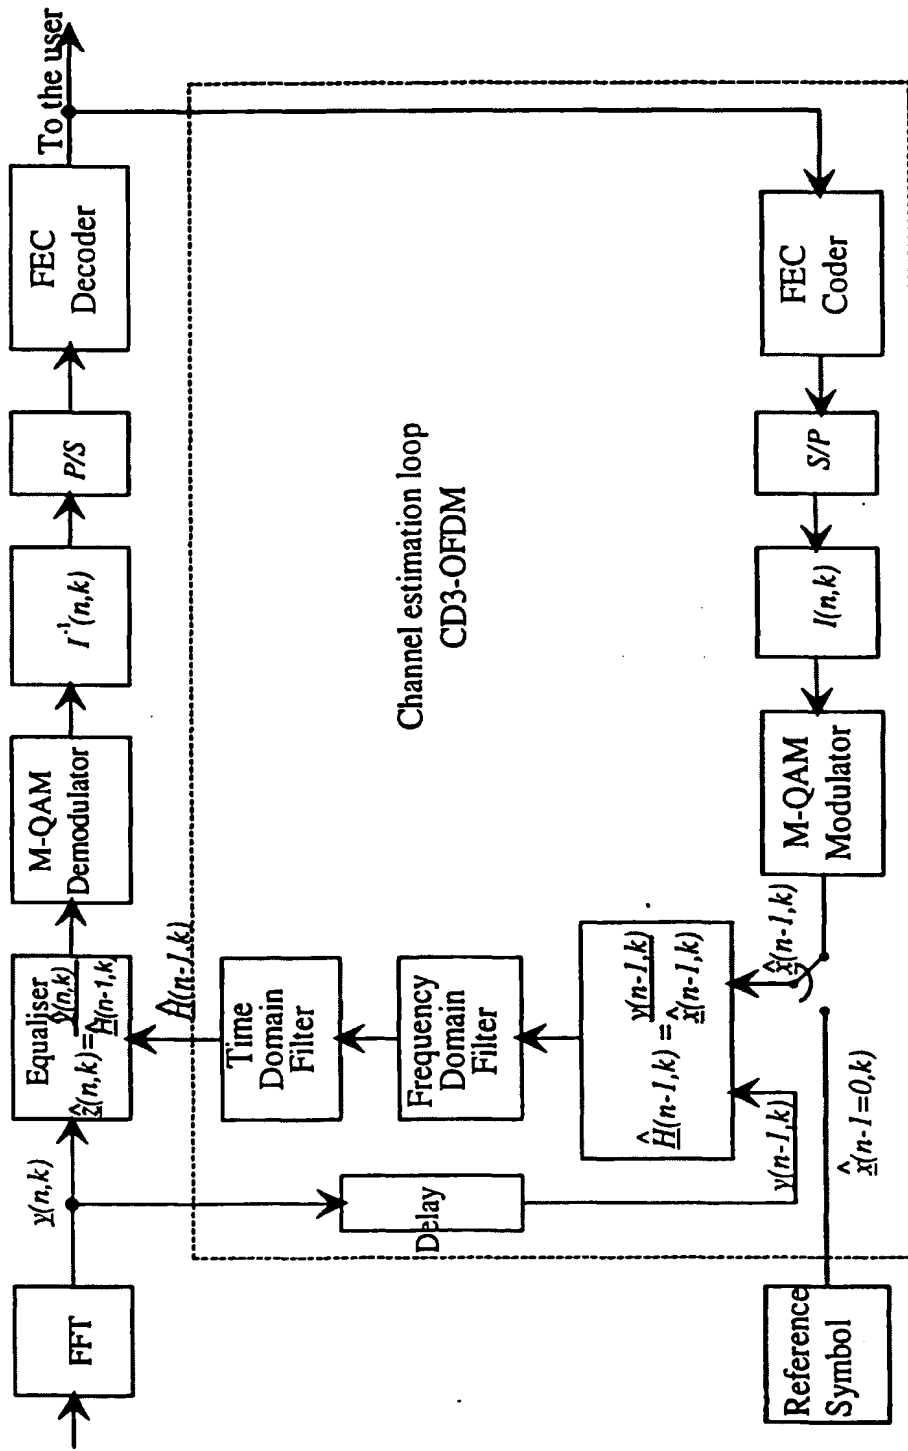 FFT
y(n,k)
Equaliser
ẑ(n,k)=y(n,k)/Ĥ(n-1,k)
M-QAM
Demodulator
I⁻¹(n,k)
P/S
FEC
Decoder
To the user
Ĥ(n-1,k)
Time
Domain
Filter
Frequency
Domain
Filter
Delay
y(n-1,k)
Ĥ(n-1,k) = y(n-1,k)/x̂(n-1,k)
Channel estimation loop
CD3-OFDM
x̂(n-1,k)
x̂(n-1=0,k)
Reference
Symbol
M-QAM
Modulator
I(n,k)
S/P
FEC
Coder